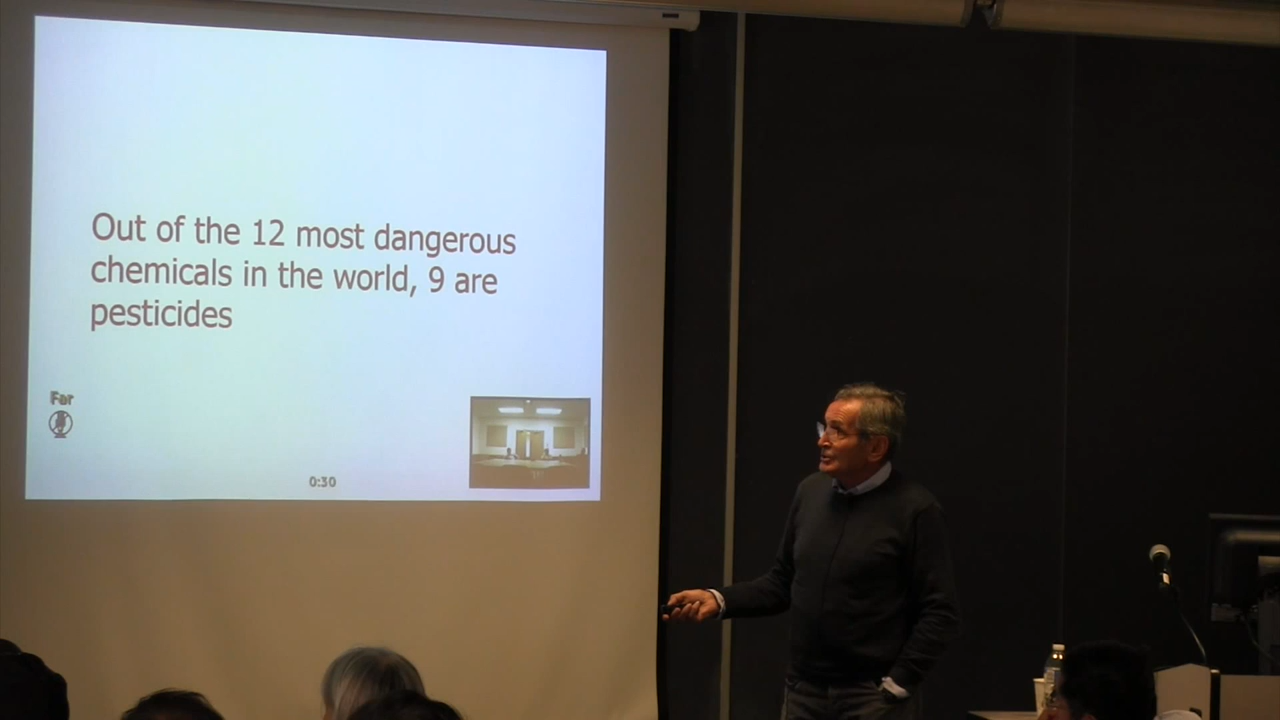 Out of the 12 most dangerous
chemicals in the world, 9 are
pesticides
Far
0:30